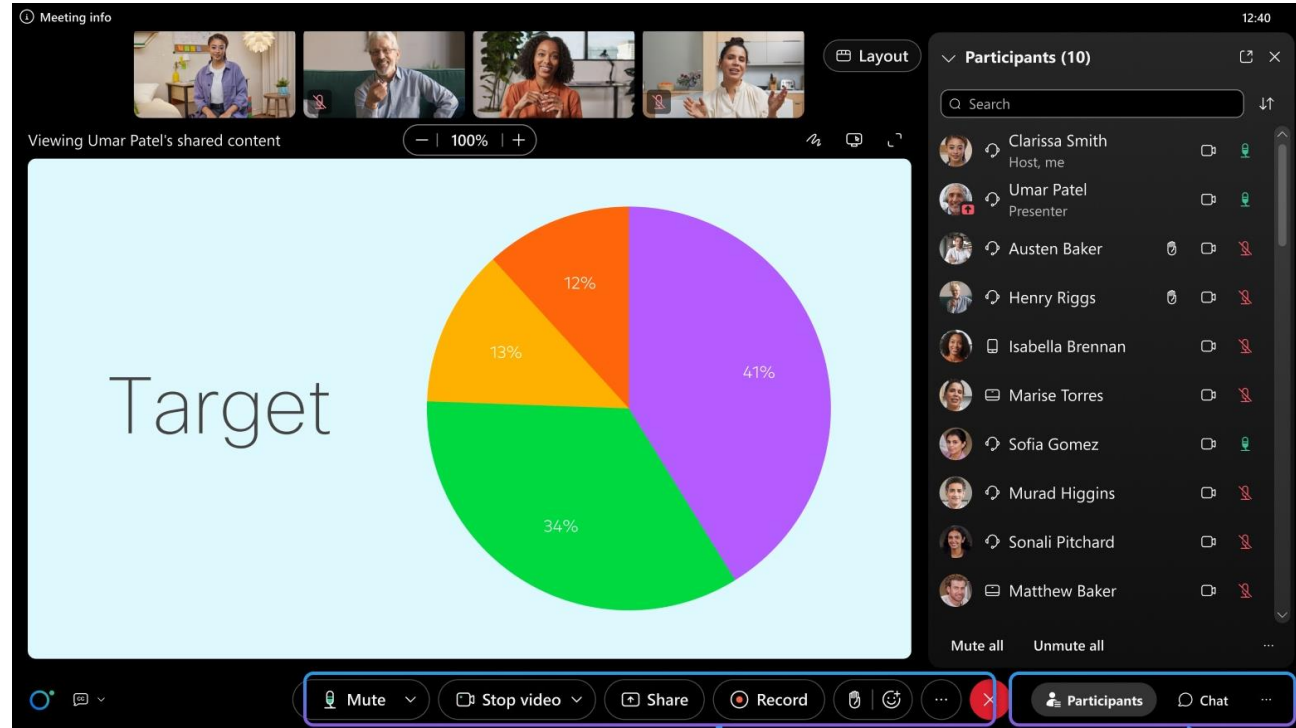 Meeting info
12:40
Layout
Viewing Umar Patel's shared content
100%
Target
12%
13%
41%
34%
Participants (10)
Search
Clarissa Smith
Host, me
Umar Patel
Presenter
Austen Baker
Henry Riggs
Isabella Brennan
Marise Torres
Sofia Gomez
Murad Higgins
Sonali Pitchard
Matthew Baker
Mute all Unmute all
CC
Mute Stop video Share Record
Participants Chat